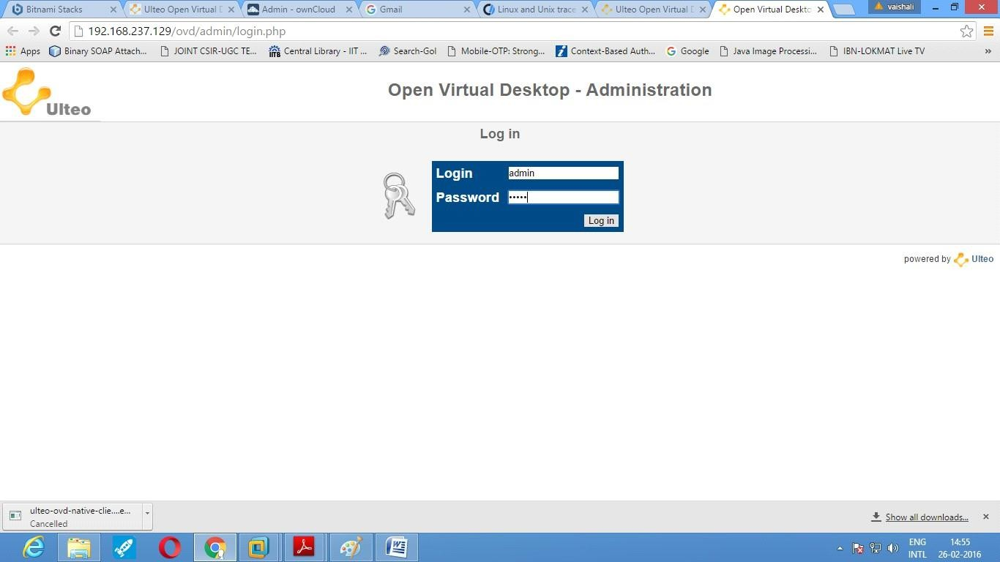 Bitnami Stacks
Ulteo Open Virtual D
Admin - ownCloud
Gmail
Linux and Unix trace
Ulteo Open Virtual D
Open Virtual Deskto
vaishali
192.168.237.129/ovd/admin/login.php
Apps
Binary SOAP Attach...
JOINT CSIR-UGC TE...
IITB
Central Library - IIT ...
Search-Gol
Mobile-OTP: Strong...
Context-Based Auth...
Google
Java Image Processi...
IBN-LOKMAT Live TV
»
Ulteo
Open Virtual Desktop - Administration
Log in
Login admin
Password •••••
Log in
powered by Ulteo
ulteo-ovd-native-clie....e...
Cancelled
Show all downloads...
ENG
INTL
14:55
26-02-2016